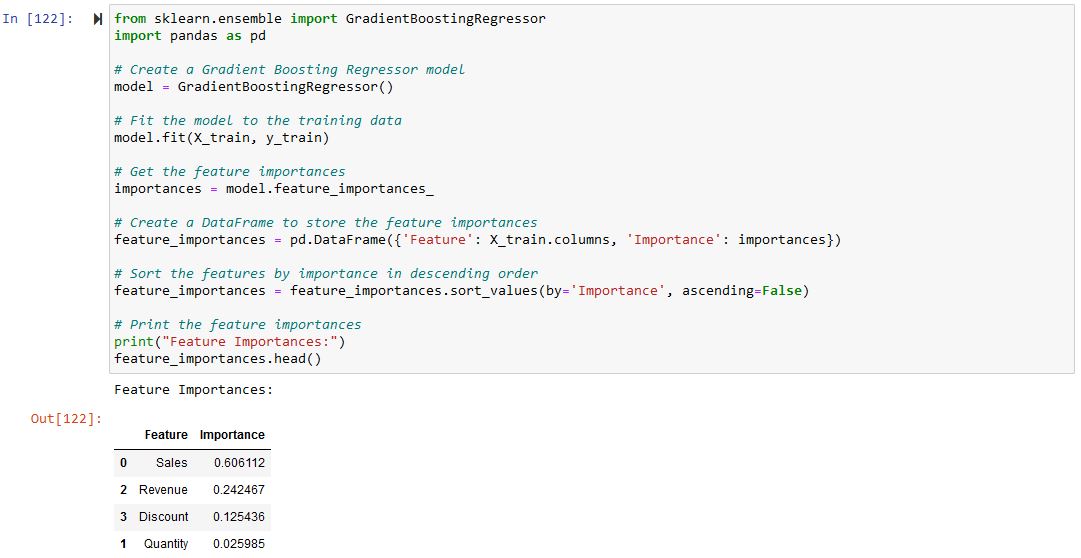 In [122]:
from sklearn.ensemble import GradientBoostingRegressor
import pandas as pd
# Create a Gradient Boosting Regressor model
model = GradientBoostingRegressor()
# Fit the model to the training data
model.fit(X_train, y_train)
# Get the feature importances
importances = model.feature_importances_
# Create a DataFrame to store the feature importances
feature_importances = pd.DataFrame({'Feature': X_train.columns, 'Importance': importances})
# Sort the features by importance in descending order
feature_importances = feature_importances.sort_values(by='Importance', ascending=False)
# Print the feature importances
print("Feature Importances:")
feature_importances.head()
Feature Importances:
Out[122]:
Feature Importance
0 Sales 0.606112
2 Revenue 0.242467
3 Discount 0.125436
1 Quantity 0.025985